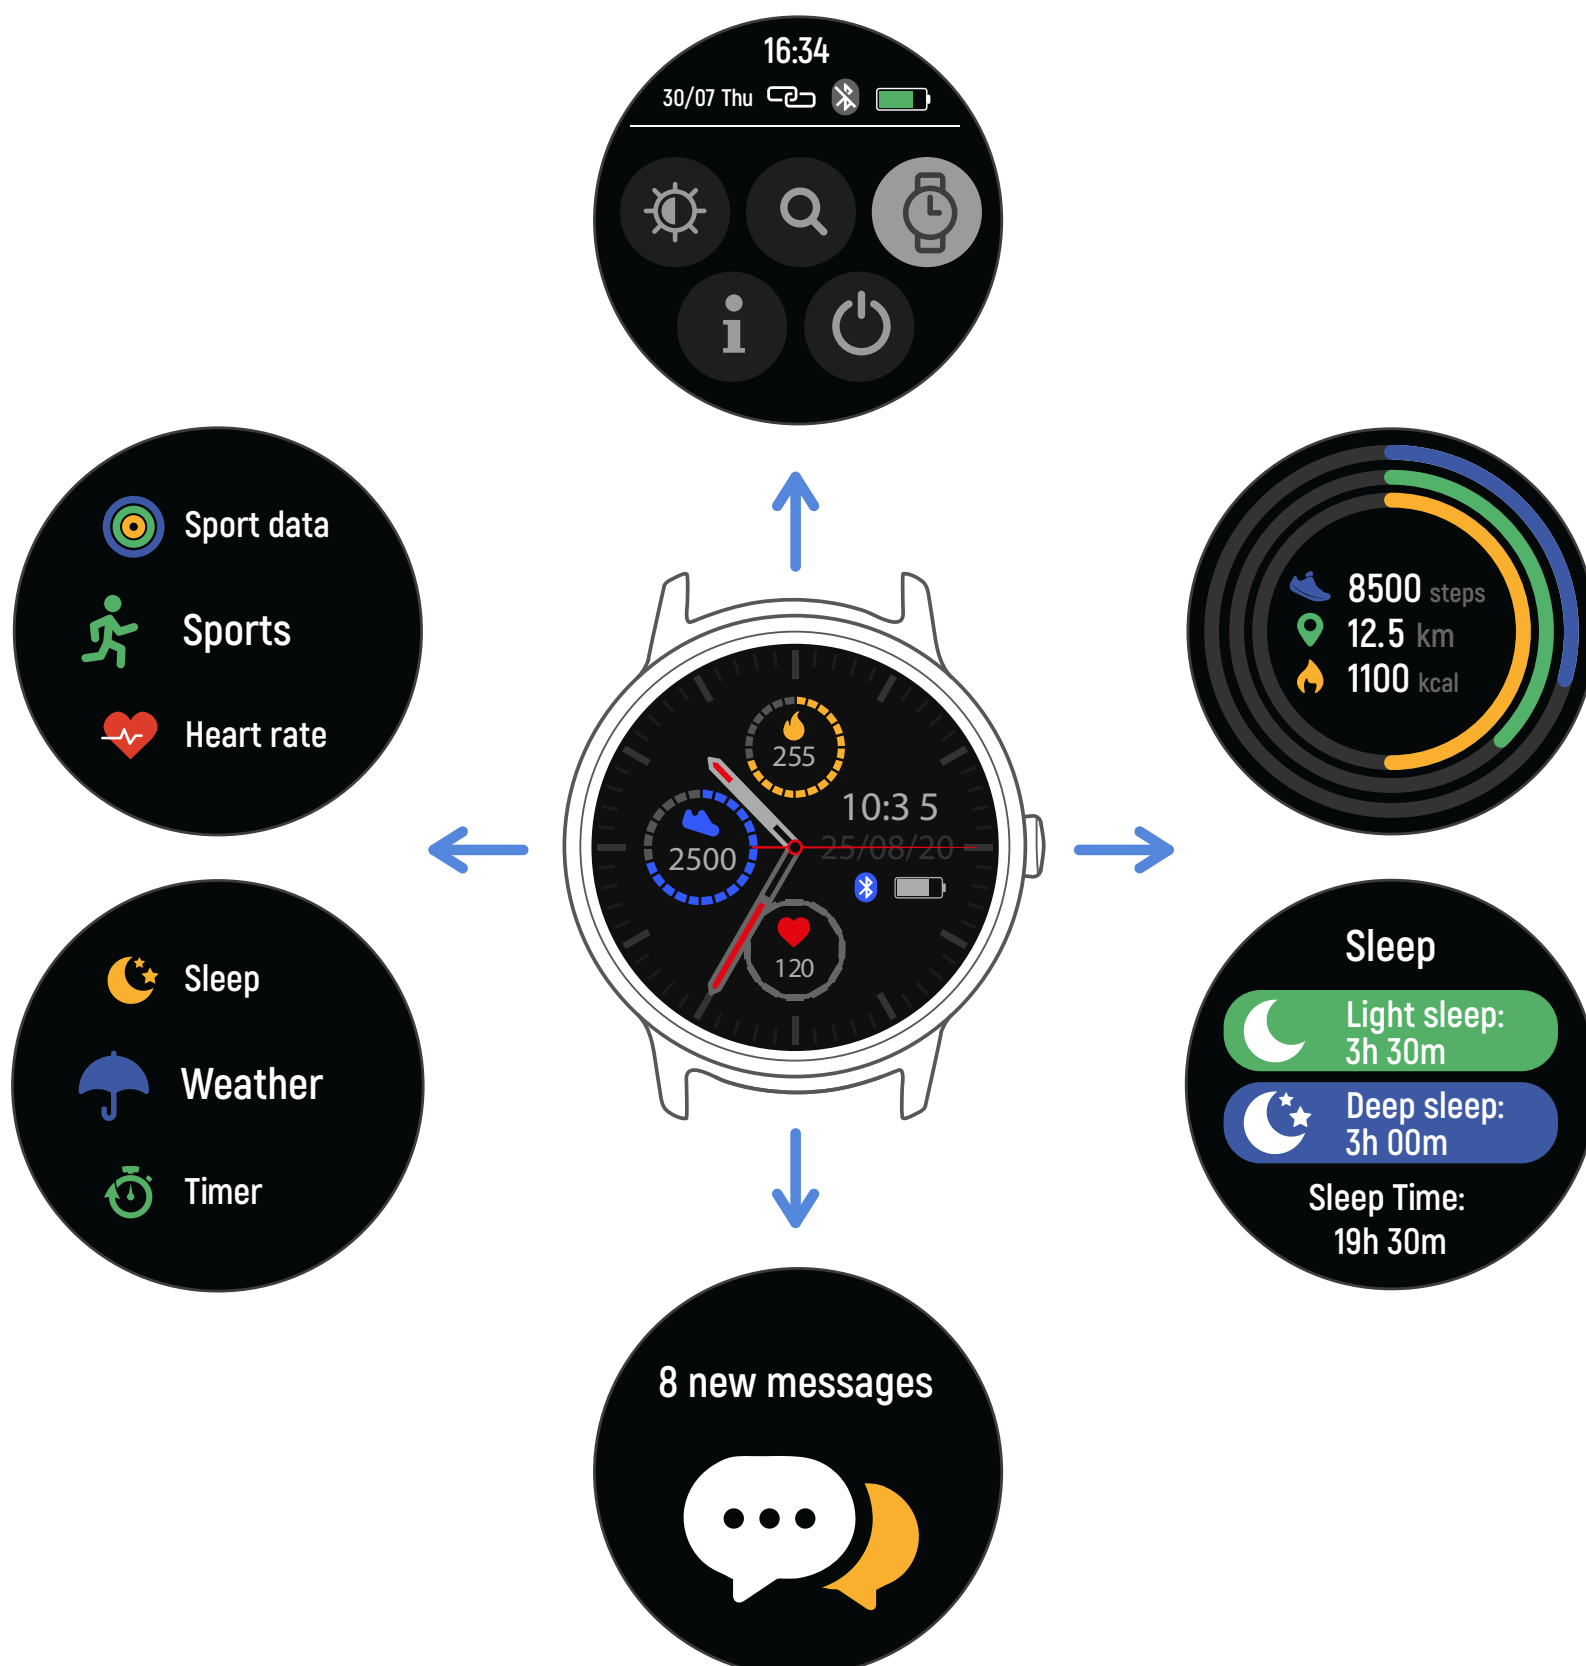 16:34
30/07 Thu
Sport data
Sports
Heart rate
8500 steps
12.5 km
1100 kcal
255
10:3 5
2500
25/08/20
120
Sleep
Weather
Timer
Sleep
Light sleep:
3h 30m
Deep sleep:
3h 00m
Sleep Time:
19h 30m
8 new messages